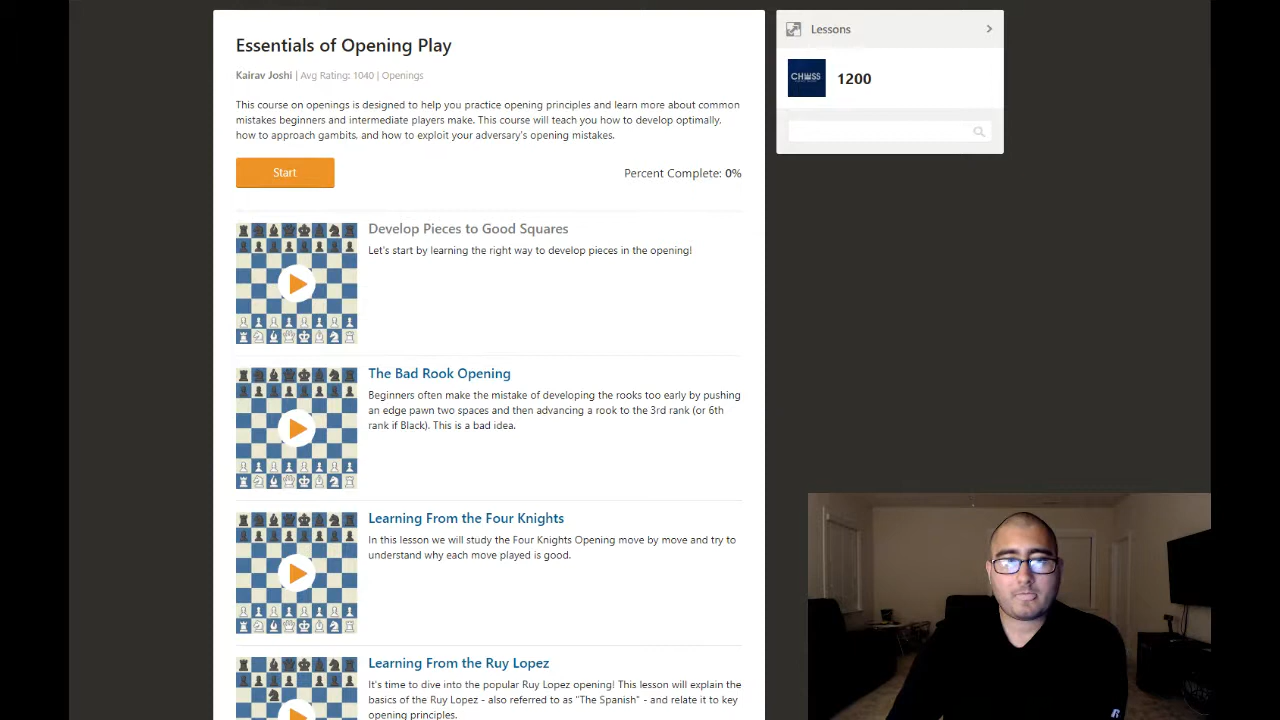 Essentials of Opening Play
Kairav Joshi | Avg Rating: 1040 | Openings
This course on openings is designed to help you practice opening principles and learn more about common
mistakes beginners and intermediate players make. This course will teach you how to develop optimally,
how to approach gambits, and how to exploit your adversary's opening mistakes.
Start
Percent Complete: 0%
Develop Pieces to Good Squares
Let's start by learning the right way to develop pieces in the opening!
The Bad Rook Opening
Beginners often make the mistake of developing the rooks too early by pushing
an edge pawn two spaces and then advancing a rook to the 3rd rank (or 6th
rank if Black). This is a bad idea.
Learning From the Four Knights
In this lesson we will study the Four Knights Opening move by move and try to
understand why each move played is good.
Learning From the Ruy Lopez
It's time to dive into the popular Ruy Lopez opening! This lesson will explain the
basics of the Ruy Lopez - also referred to as "The Spanish" - and relate it to key
opening principles.
Lessons
1200